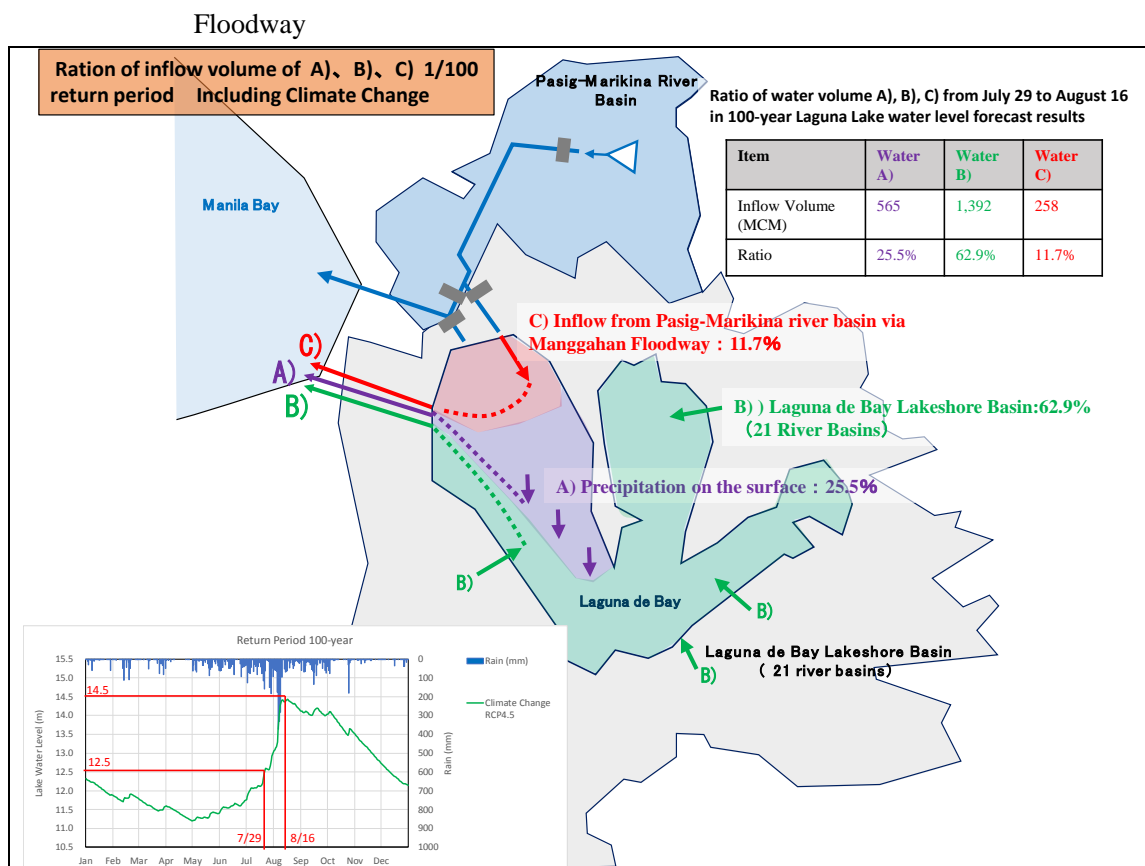 Floodway
Ration of inflow volume of A)、B)、C) 1/100
return period Including Climate Change
Pasig-Marikina River
Basin
Manila Bay
Ratio of water volume A), B), C) from July 29 to August 16
in 100-year Laguna Lake water level forecast results
Item Water A) Water B) Water C)
Inflow Volume (MCM) 565 1,392 258
Ratio 25.5% 62.9% 11.7%
C) Inflow from Pasig-Marikina river basin via
Manggahan Floodway：11.7%
C)
A)
B)
B) ) Laguna de Bay Lakeshore Basin:62.9%
（21 River Basins）
A) Precipitation on the surface：25.5%
B)
Laguna de Bay
B)
B)
Laguna de Bay Lakeshore Basin
（ 21 river basins）
Return Period 100-year
15.5
15.0
14.5
14.0
13.5
13.0
12.5
12.0
11.5
11.0
10.5
Lake Water Level (m)
14.5
12.5
7/29
8/16
0
100
200
300
400
500
600
700
800
900
1000
Rain (mm)
Rain (mm)
Climate Change
RCP4.5
Jan Feb Mar Apr May Jun Jul Aug Sep Oct Nov Dec